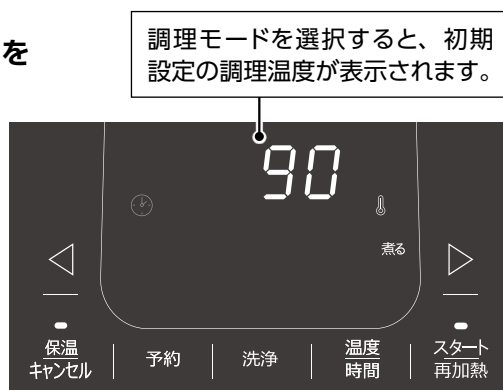 を
調理モードを選択すると、初期
設定の調理温度が表示されます。
90
煮る
保温
キャンセル
予約
洗浄
温度
時間
スタート
再加熱